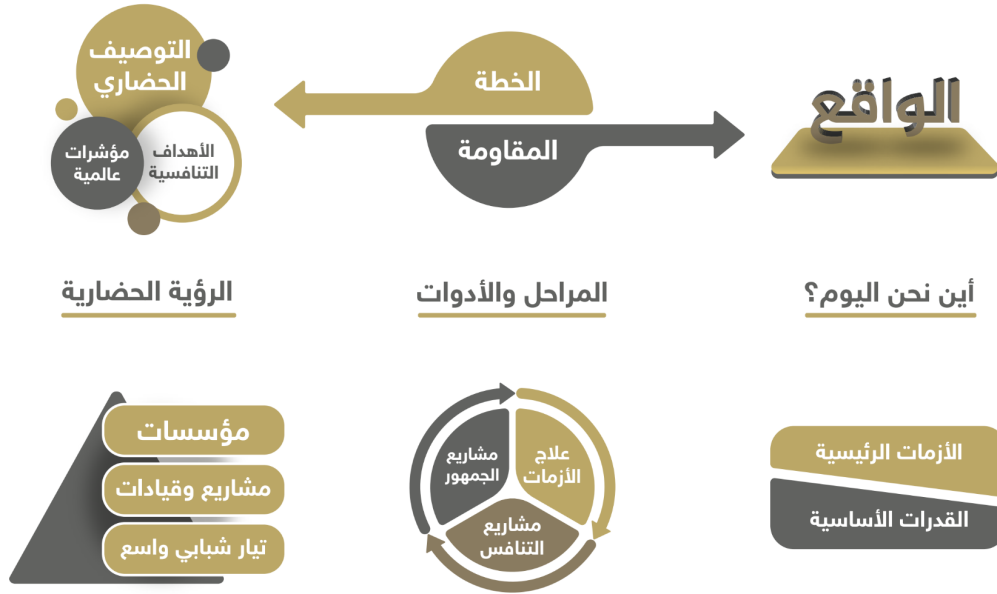 الواقع
الخطة
المقاومة
التوصيف
الحضاري
الأهداف
التنافسية
مؤشرات
عالمية
أين نحن اليوم؟
المراحل والأدوات
الرؤية الحضارية
الأزمات الرئيسية
القدرات الأساسية
علاج
الأزمات
مشاريع
الجمهور
مشاريع
التنافس
مؤسسات
مشاريع وقيادات
تيار شبابي واسع